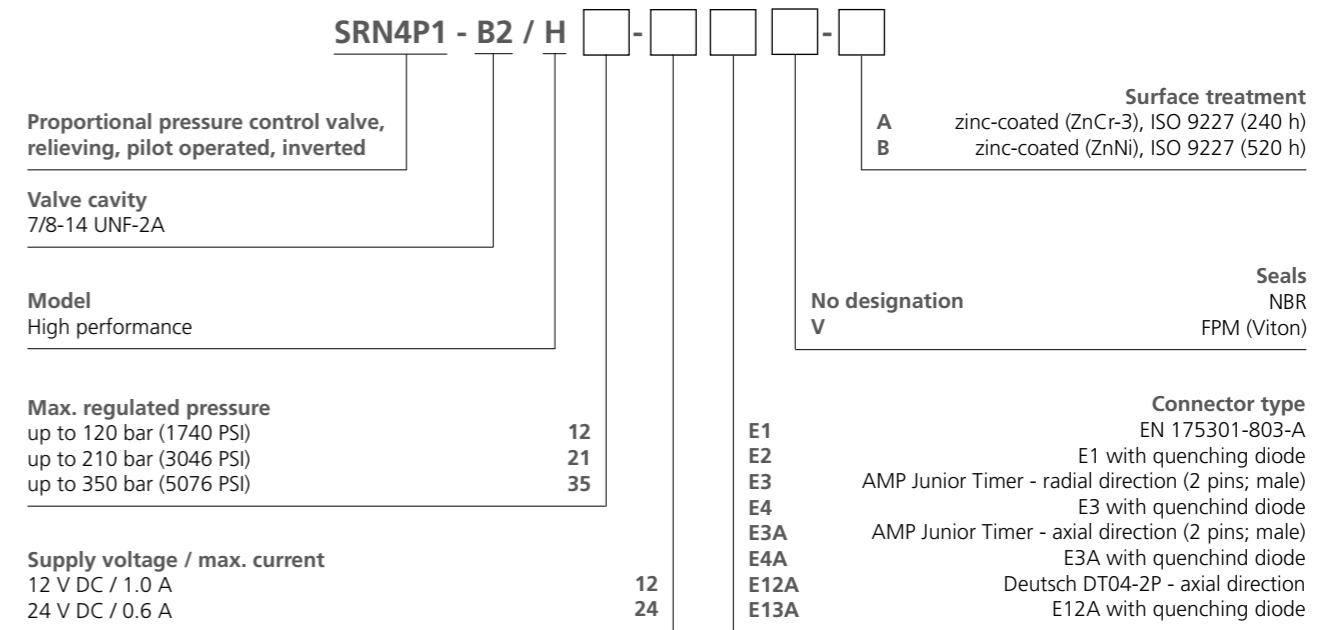 SRN4P1 - B2 / H - -
Surface treatment
A zinc-coated (ZnCr-3), ISO 9227 (240 h)
B zinc-coated (ZnNi), ISO 9227 (520 h)
Proportional pressure control valve,
relieving, pilot operated, inverted
Valve cavity
7/8-14 UNF-2A
Seals
No designation NBR
V FPM (Viton)
Model
High performance
Max. regulated pressure
up to 120 bar (1740 PSI) 12
up to 210 bar (3046 PSI) 21
up to 350 bar (5076 PSI) 35
Connector type
E1 EN 175301-803-A
E2 E1 with quenching diode
E3 AMP Junior Timer - radial direction (2 pins; male)
E4 E3 with quenchind diode
E3A AMP Junior Timer - axial direction (2 pins; male)
E4A E3A with quenchind diode
E12A Deutsch DT04-2P - axial direction
E13A E12A with quenching diode
Supply voltage / max. current
12 V DC / 1.0 A 12
24 V DC / 0.6 A 24